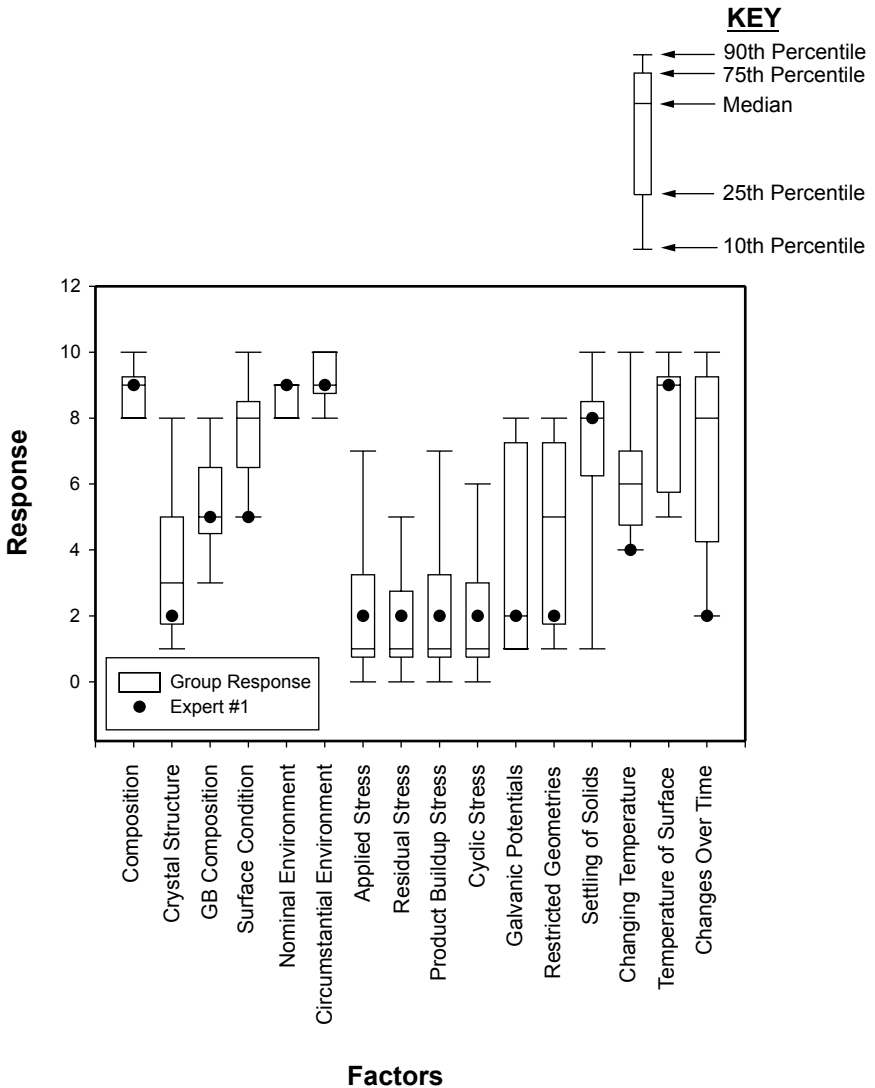 KEY
90th Percentile
75th Percentile
Median
25th Percentile
10th Percentile
Response
12
10
8
6
4
2
0
Group Response
Expert #1
Composition
Crystal Structure
GB Composition
Surface Condition
Nominal Environment
Circumstantial Environment
Applied Stress
Residual Stress
Product Buildup Stress
Cyclic Stress
Galvanic Potentials
Restricted Geometries
Settling of Solids
Changing Temperature
Temperature of Surface
Changes Over Time
Factors